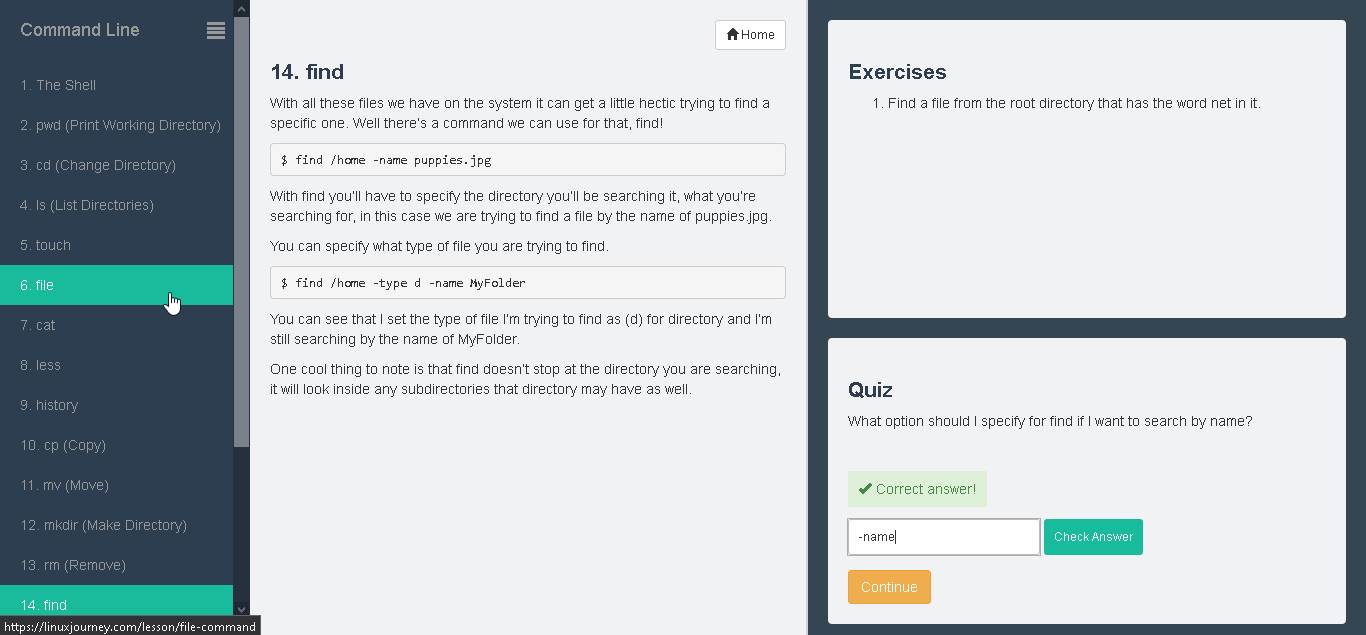 Command Line
1. The Shell
2. pwd (Print Working Directory)
3. cd (Change Directory)
4. ls (List Directories)
5. touch
6. file
7. cat
8. less
9. history
10. cp (Copy)
11. mv (Move)
12. mkdir (Make Directory)
13. rm (Remove)
14. find
https://linuxjourney.com/lesson/file-command
Home
14. find
With all these files we have on the system it can get a little hectic trying to find a
specific one. Well there's a command we can use for that, find!
$ find /home -name puppies.jpg
With find you'll have to specify the directory you'll be searching it, what you're
searching for, in this case we are trying to find a file by the name of puppies.jpg.
You can specify what type of file you are trying to find.
$ find /home -type d -name MyFolder
You can see that I set the type of file I'm trying to find as (d) for directory and I'm
still searching by the name of MyFolder.
One cool thing to note is that find doesn't stop at the directory you are searching,
it will look inside any subdirectories that directory may have as well.
Exercises
1. Find a file from the root directory that has the word net in it.
Quiz
What option should I specify for find if I want to search by name?
Correct answer!
-name
Check Answer
Continue